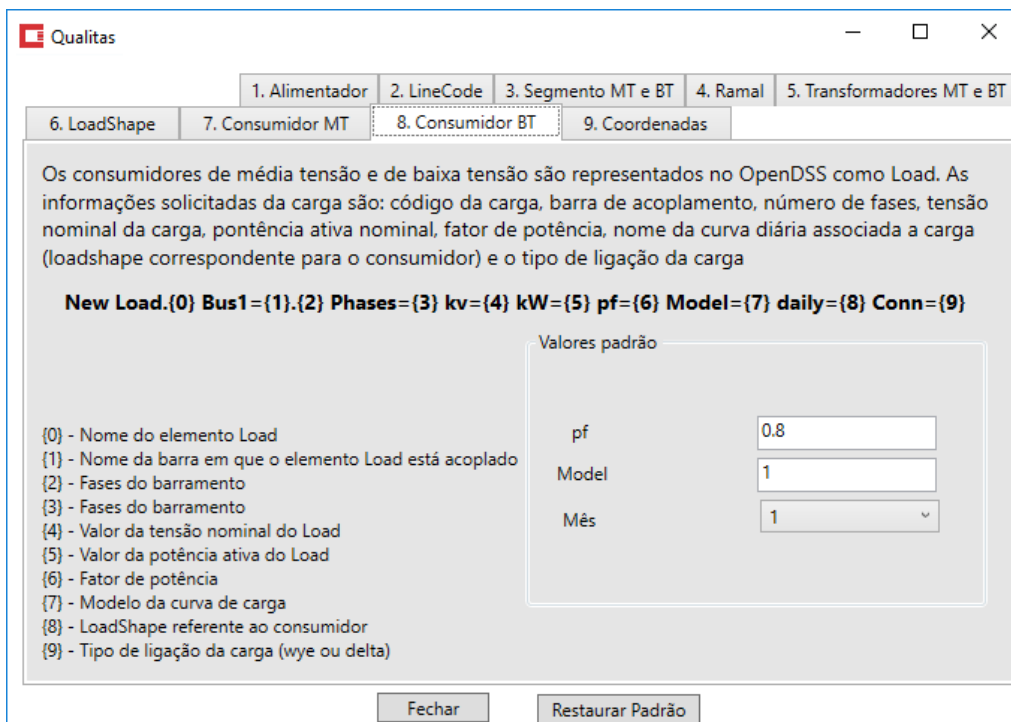 Qualitas
1. Alimentador
2. LineCode
3. Segmento MT e BT
4. Ramal
5. Transformadores MT e BT
6. LoadShape
7. Consumidor MT
8. Consumidor BT
9. Coordenadas
Os consumidores de média tensão e de baixa tensão são representados no OpenDSS como Load. As
informações solicitadas da carga são: código da carga, barra de acoplamento, número de fases, tensão
nominal da carga, pontência ativa nominal, fator de potência, nome da curva diária associada a carga
(loadshape correspondente para o consumidor) e o tipo de ligação da carga
New Load.{0} Bus1={1}.{2} Phases={3} kv={4} kW={5} pf={6} Model={7} daily={8} Conn={9}
{0} - Nome do elemento Load
{1} - Nome da barra em que o elemento Load está acoplado
{2} - Fases do barramento
{3} - Fases do barramento
{4} - Valor da tensão nominal do Load
{5} - Valor da potência ativa do Load
{6} - Fator de potência
{7} - Modelo da curva de carga
{8} - LoadShape referente ao consumidor
{9} - Tipo de ligação da carga (wye ou delta)
Valores padrão
pf 0.8
Model 1
Mês 1
Fechar
Restaurar Padrão